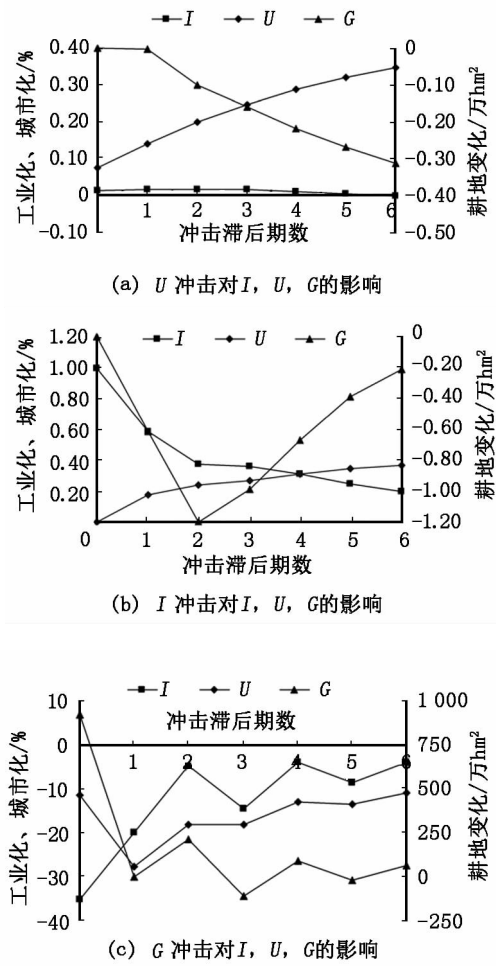 I U G
0.40 0
0.30 -0.10
0.20 -0.20
0.10 -0.30
0 1 2 3 4 5 6 -0.40
-0.10 -0.50
工业化、城市化/%
耕地变化/万hm²
冲击滞后期数
(a) U 冲击对I, U, G的影响
I U G
1.20 0
1.00 -0.20
0.80 -0.40
0.60 -0.60
0.40 -0.80
0.20 -1.00
-1.20
0 1 2 3 4 5 6
工业化、城市化/%
耕地变化/万hm²
冲击滞后期数
(b) I 冲击对I, U, G的影响
I U G
10 1 000
冲击滞后期数
0 1 2 3 4 5 6 750
-10 500
-20 250
-30 0
-40 -250
工业化、城市化/%
耕地变化/万hm²
(c) G 冲击对I, U, G的影响